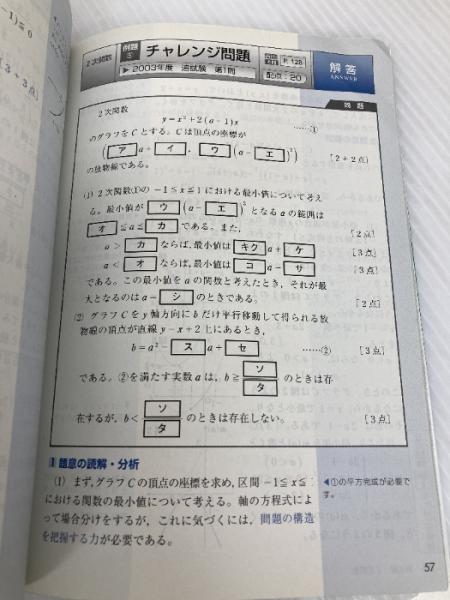 2次関数
例題
チャレンジ問題
P.128
▶2003年度 追試験 第1問
配点:20
解答
ANSWER
2次関数
y=x²+2(a-1)x ……①
のグラフをCとする。Cは頂点の座標が
(ア a+イ, ウ(a-エ)²) [2+2点]
の放物線である。
(1) 2次関数①の -1≦x≦1 における最小値について考え
る。最小値が ウ(a-エ)² となるaの範囲は
オ ≦a≦ カ である。また, [2点]
a> カ ならば,最小値は キク a+ ケ [3点]
a< オ ならば,最小値は コ a- サ [3点]
である。この最小値をaの関数と考えたとき,それが最
大となるのは a= シ のときである。 [2点]
(2) グラフCをy軸方向にbだけ平行移動して得られる放
物線の頂点が直線 y=x+2上にあるとき,
b=a²- ス a+ セ ……② [3点]
である。②を満たす実数aは, b≧ ソ/タ のときは存
在するが, b< ソ/タ のときは存在しない。 [3点]
1 題意の読解・分析
(1) まず,グラフCの頂点の座標を求め,区間 -1≦x≦1
における関数の最小値について考える。軸の方程式によ
って場合分けをするが,これに気づくには,問題の構造
を把握する力が必要である。
◀①の平方完成が必要で
す。
57